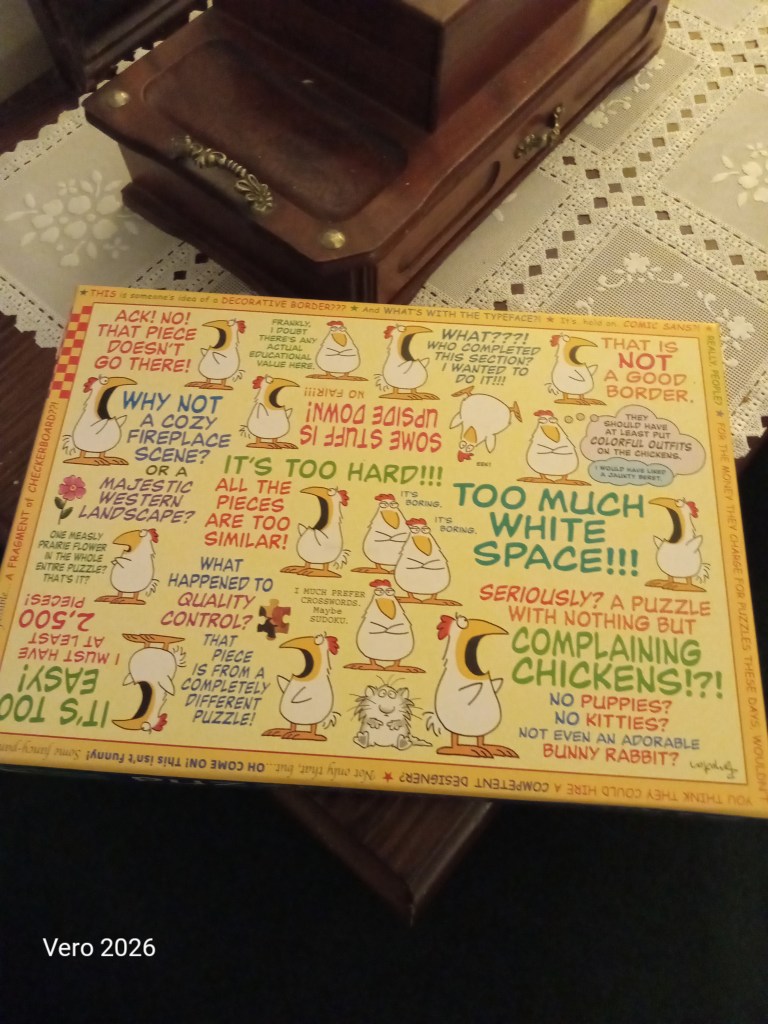 ★ THIS is someone's idea of a DECORATIVE BORDER??? ★ And WHAT'S WITH THE TYPEFACE?! ★ It's, hold on, COMIC SANS?! ★
REALLY, PEOPLE? ★ FOR THE MONEY THEY CHARGE FOR PUZZLES THESE DAYS, WOULDN'T
YOU THINK THEY COULD HIRE A COMPETENT DESIGNER? ★ Not only that, but... OH COME ON! This isn't funny!
A FRAGMENT of CHECKERBOARD??!
ACK! NO!
THAT PIECE
DOESN'T
GO THERE!
FRANKLY,
I DOUBT
THERE'S ANY
ACTUAL
EDUCATIONAL
VALUE HERE.
WHAT???!
WHO COMPLETED
THIS SECTION?
I WANTED TO
DO IT!!!
THAT IS
NOT
A GOOD
BORDER.
WHY NOT
A COZY
FIREPLACE
SCENE?
OR A
MAJESTIC
WESTERN
LANDSCAPE?
SOME STUFF IS
UPSIDE DOWN!
NO FAIR!!!
THEY
SHOULD HAVE
AT LEAST PUT
COLORFUL OUTFITS
ON THE CHICKENS.
I WOULD HAVE LIKED
A JAUNTY BERET.
IT'S TOO HARD!!!
ALL THE
PIECES
ARE TOO
SIMILAR!
IT'S
BORING.
IT'S
BORING.
TOO MUCH
WHITE
SPACE!!!
ONE MEASLY
PRAIRIE FLOWER
IN THE WHOLE
ENTIRE PUZZLE?
THAT'S IT?
WHAT
HAPPENED TO
QUALITY
CONTROL?
I MUCH PREFER
CROSSWORDS.
Maybe
SUDOKU.
SERIOUSLY? A PUZZLE
WITH NOTHING BUT
COMPLAINING
CHICKENS!?!
IT'S TOO
EASY!
I MUST HAVE
AT LEAST
2,500
PIECES!
THAT
PIECE
IS FROM A
COMPLETELY
DIFFERENT
PUZZLE!
NO PUPPIES?
NO KITTIES?
NOT EVEN AN ADORABLE
BUNNY RABBIT?
Boynton
Vero 2026